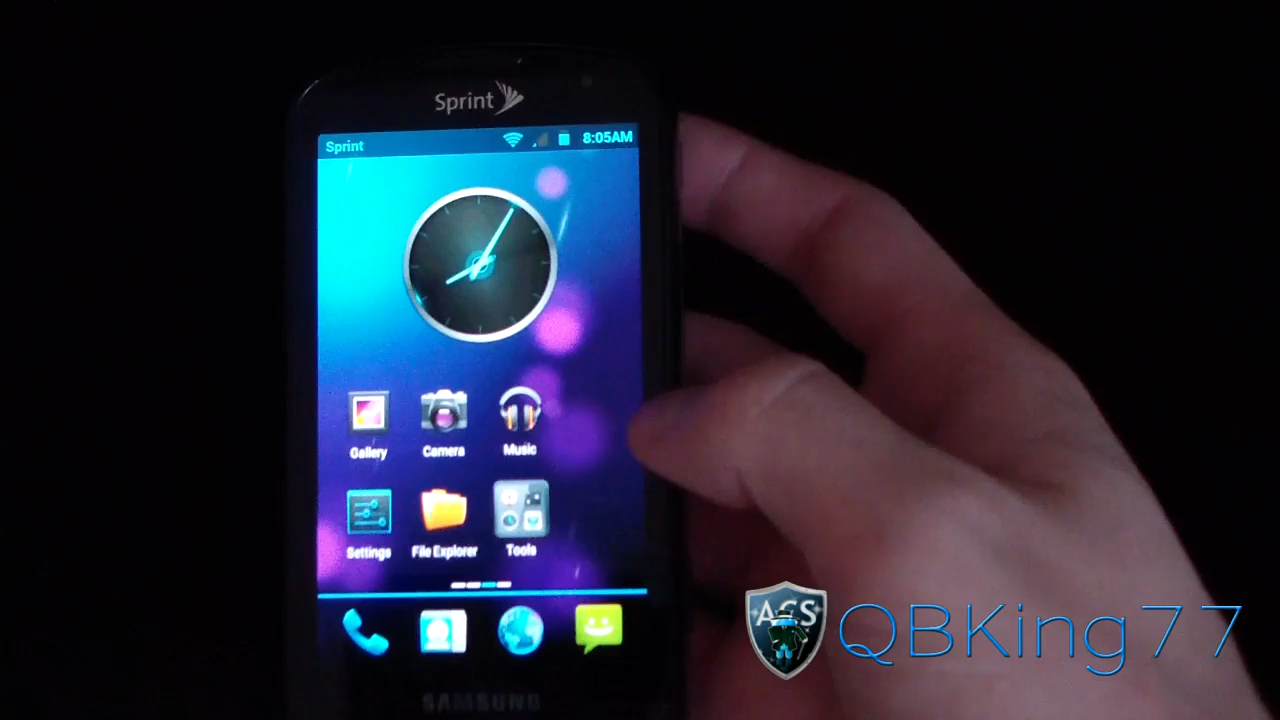 Sprint
Sprint 8:05AM
Gallery Camera Music
Settings File Explorer Tools
SAMSUNG
ACS QBKing77